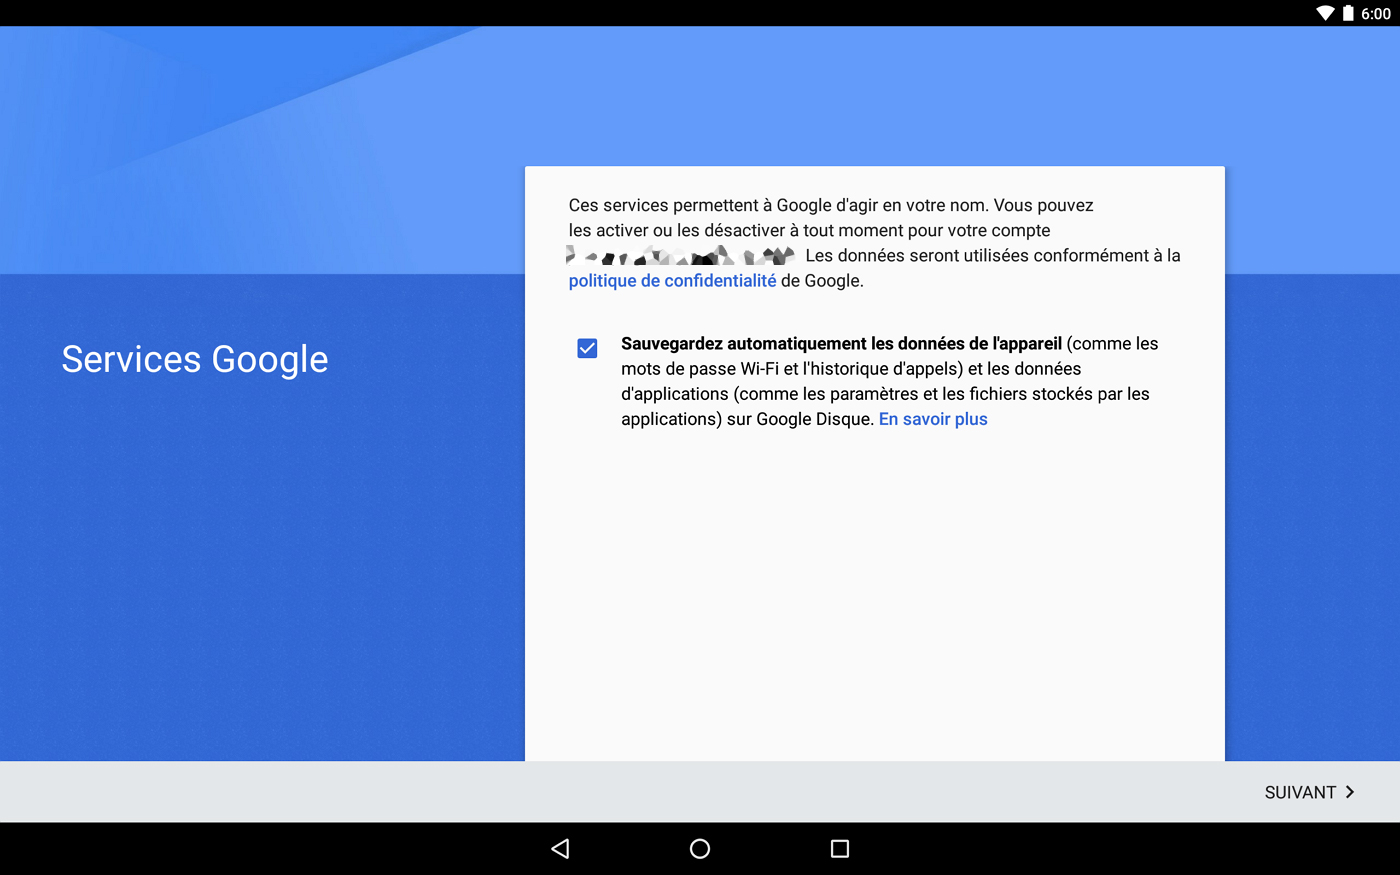 6:00
Ces services permettent à Google d'agir en votre nom. Vous pouvez
les activer ou les désactiver à tout moment pour votre compte
Les données seront utilisées conformément à la
politique de confidentialité de Google.
Services Google
Sauvegardez automatiquement les données de l'appareil (comme les
mots de passe Wi-Fi et l'historique d'appels) et les données
d'applications (comme les paramètres et les fichiers stockés par les
applications) sur Google Disque. En savoir plus
SUIVANT